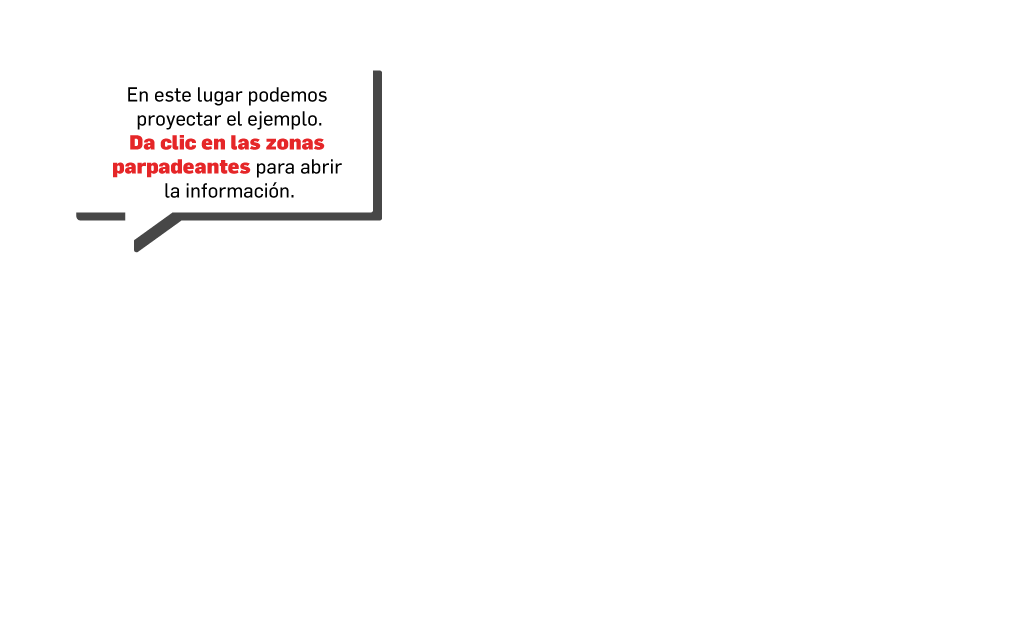 En este lugar podemos
proyectar el ejemplo.
Da clic en las zonas
parpadeantes para abrir
la información.